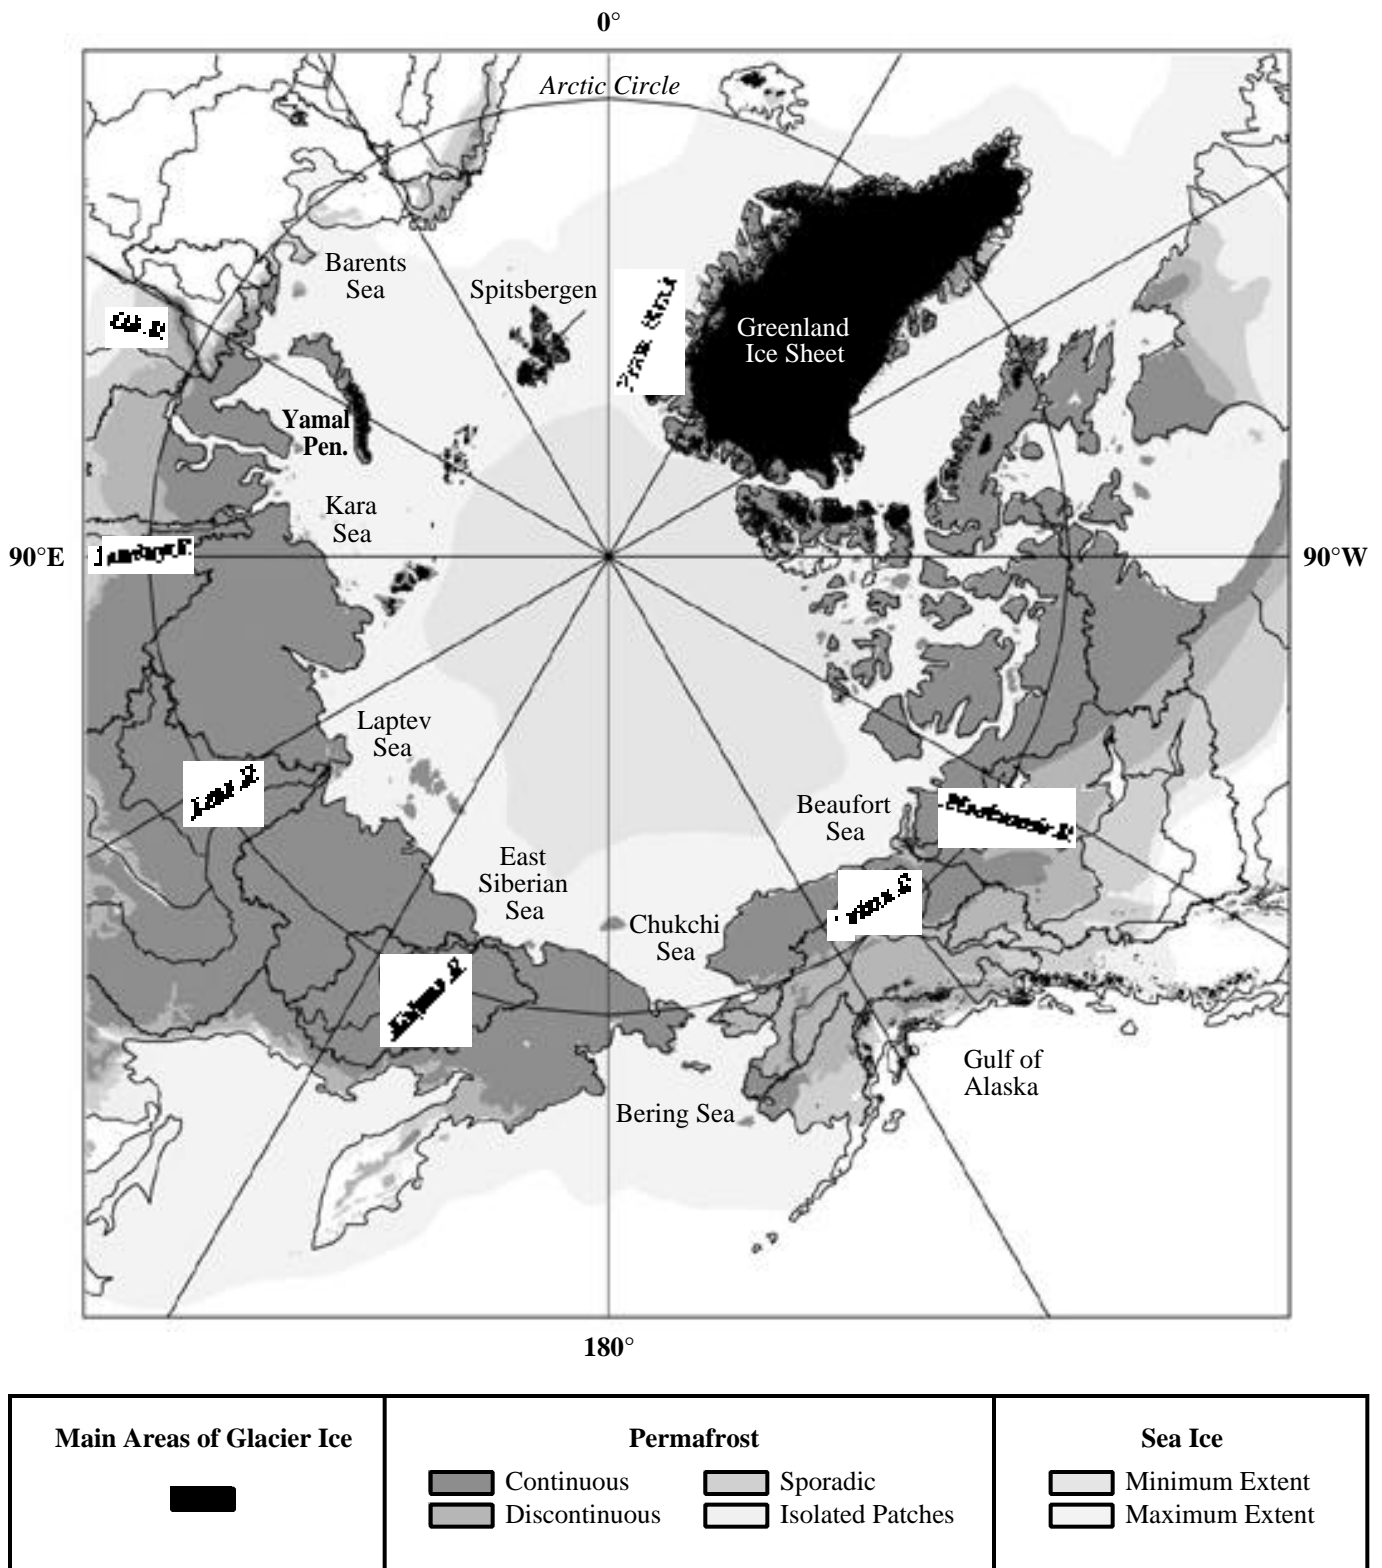 0°
Arctic Circle
Barents
Sea
Spitsbergen
Greenland
Ice Sheet
Yamal
Pen.
Kara
Sea
90°E
90°W
Laptev
Sea
Lena R.
Beaufort
Sea
East
Siberian
Sea
Chukchi
Sea
Gulf of
Alaska
Bering Sea
180°
Main Areas of Glacier Ice
Permafrost
Continuous
Discontinuous
Sporadic
Isolated Patches
Sea Ice
Minimum Extent
Maximum Extent